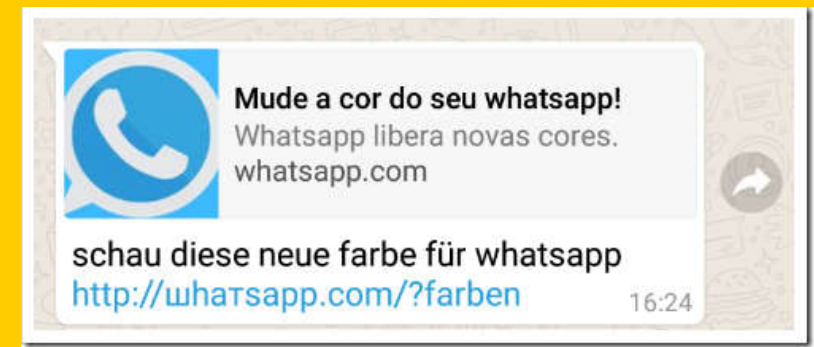 Mude a cor do seu whatsapp!
Whatsapp libera novas cores.
whatsapp.com
schau diese neue farbe für whatsapp
http://шhатsapp.com/?farben
16:24